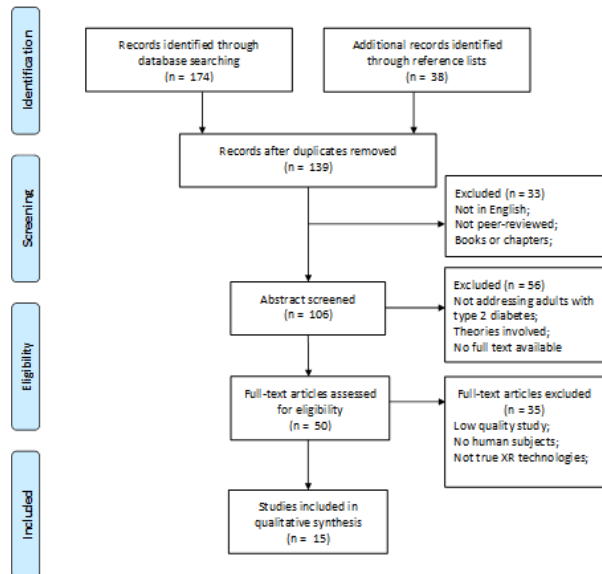 Identification
Records identified through
database searching
(n = 174)
Additional records identified
through reference lists
(n = 38)
Records after duplicates removed
(n = 139)
Screening
Excluded (n = 33)
Not in English;
Not peer-reviewed;
Books or chapters;
Abstract screened
(n = 106)
Excluded (n = 56)
Not addressing adults with
type 2 diabetes;
Theories involved;
No full text available
Eligibility
Full-text articles assessed
for eligibility
(n = 50)
Full-text articles excluded
(n = 35)
Low quality study;
No human subjects;
Not true XR technologies;
Included
Studies included in
qualitative synthesis
(n = 15)